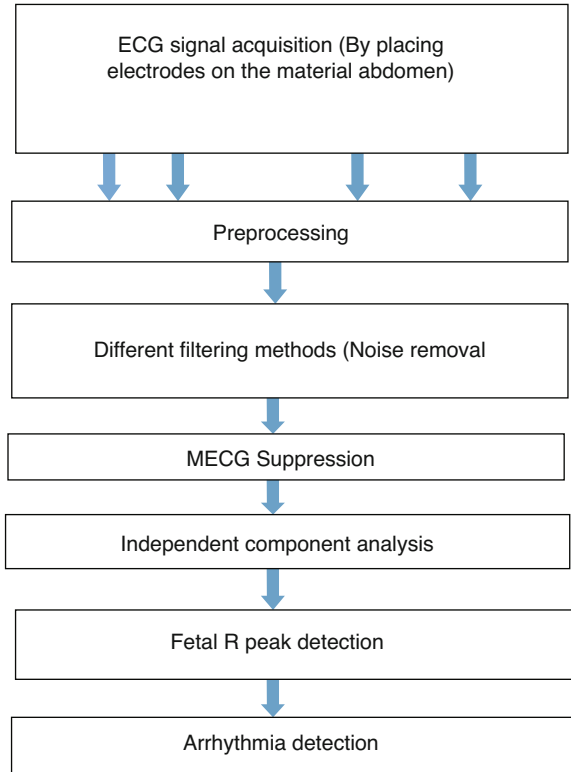 ECG signal acquisition (By placing
electrodes on the material abdomen)
Preprocessing
Different filtering methods (Noise removal
MECG Suppression
Independent component analysis
Fetal R peak detection
Arrhythmia detection